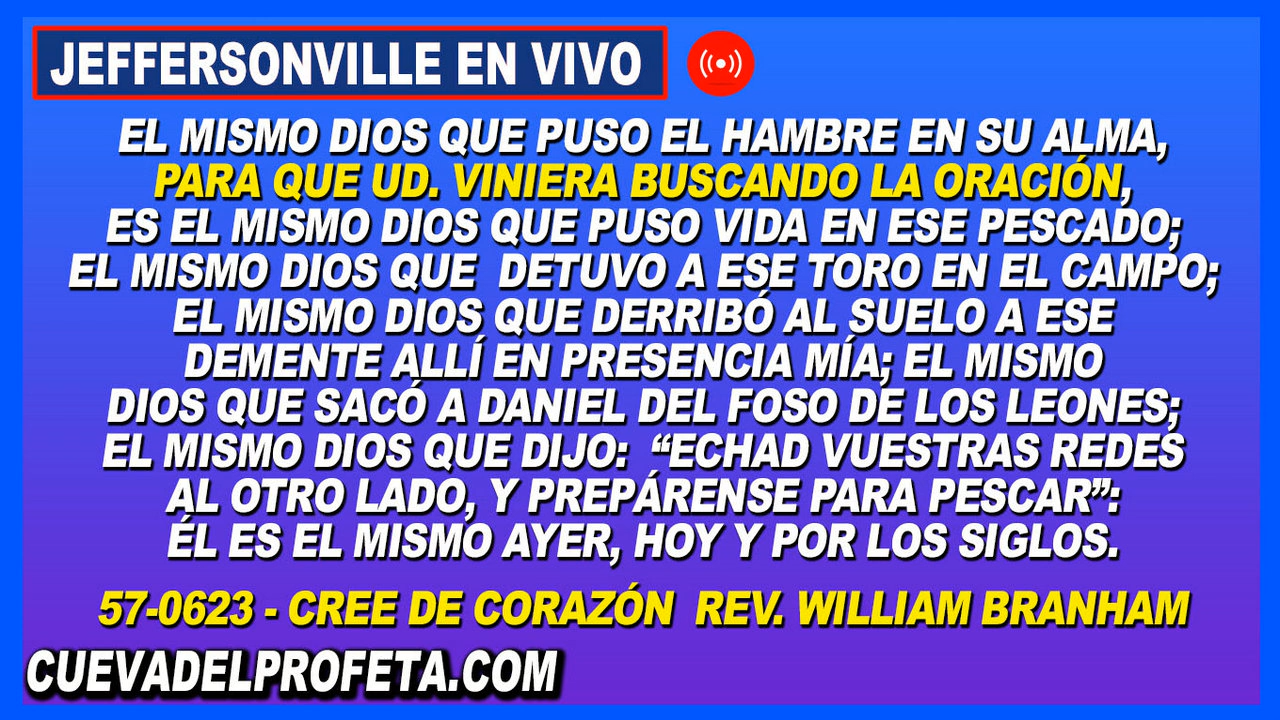 JEFFERSONVILLE EN VIVO
EL MISMO DIOS QUE PUSO EL HAMBRE EN SU ALMA,
PARA QUE UD. VINIERA BUSCANDO LA ORACIÓN,
ES EL MISMO DIOS QUE PUSO VIDA EN ESE PESCADO;
EL MISMO DIOS QUE DETUVO A ESE TORO EN EL CAMPO;
EL MISMO DIOS QUE DERRIBÓ AL SUELO A ESE
DEMENTE ALLÍ EN PRESENCIA MÍA; EL MISMO
DIOS QUE SACÓ A DANIEL DEL FOSO DE LOS LEONES;
EL MISMO DIOS QUE DIJO: “ECHAD VUESTRAS REDES
AL OTRO LADO, Y PREPÁRENSE PARA PESCAR”:
ÉL ES EL MISMO AYER, HOY Y POR LOS SIGLOS.
57-0623 - CREE DE CORAZÓN REV. WILLIAM BRANHAM
CUEVADELPROFETA.COM